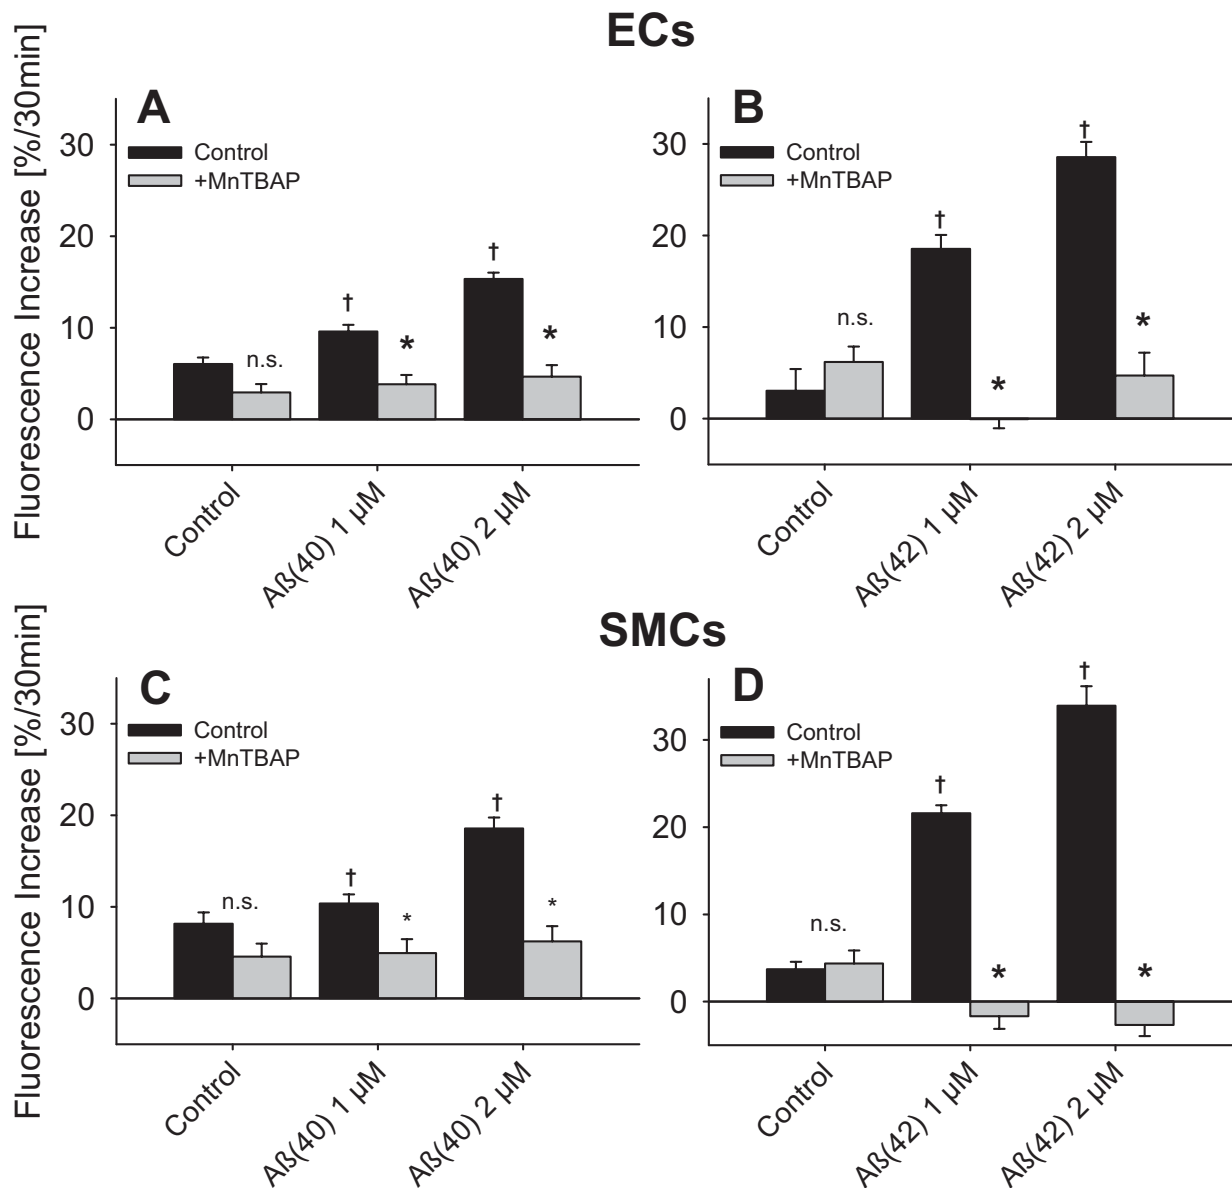 ECs
Fluorescence Increase [%/30min]
A
Control
+MnTBAP
30
20
10
0
n.s.
†
*
†
*
Control
Aß(40) 1 µM
Aß(40) 2 µM
B
Control
+MnTBAP
30
20
10
0
n.s.
†
*
†
*
Control
Aß(42) 1 µM
Aß(42) 2 µM
SMCs
Fluorescence Increase [%/30min]
C
Control
+MnTBAP
30
20
10
0
n.s.
†
*
†
*
Control
Aß(40) 1 µM
Aß(40) 2 µM
D
Control
+MnTBAP
30
20
10
0
n.s.
†
*
†
*
Control
Aß(42) 1 µM
Aß(42) 2 µM